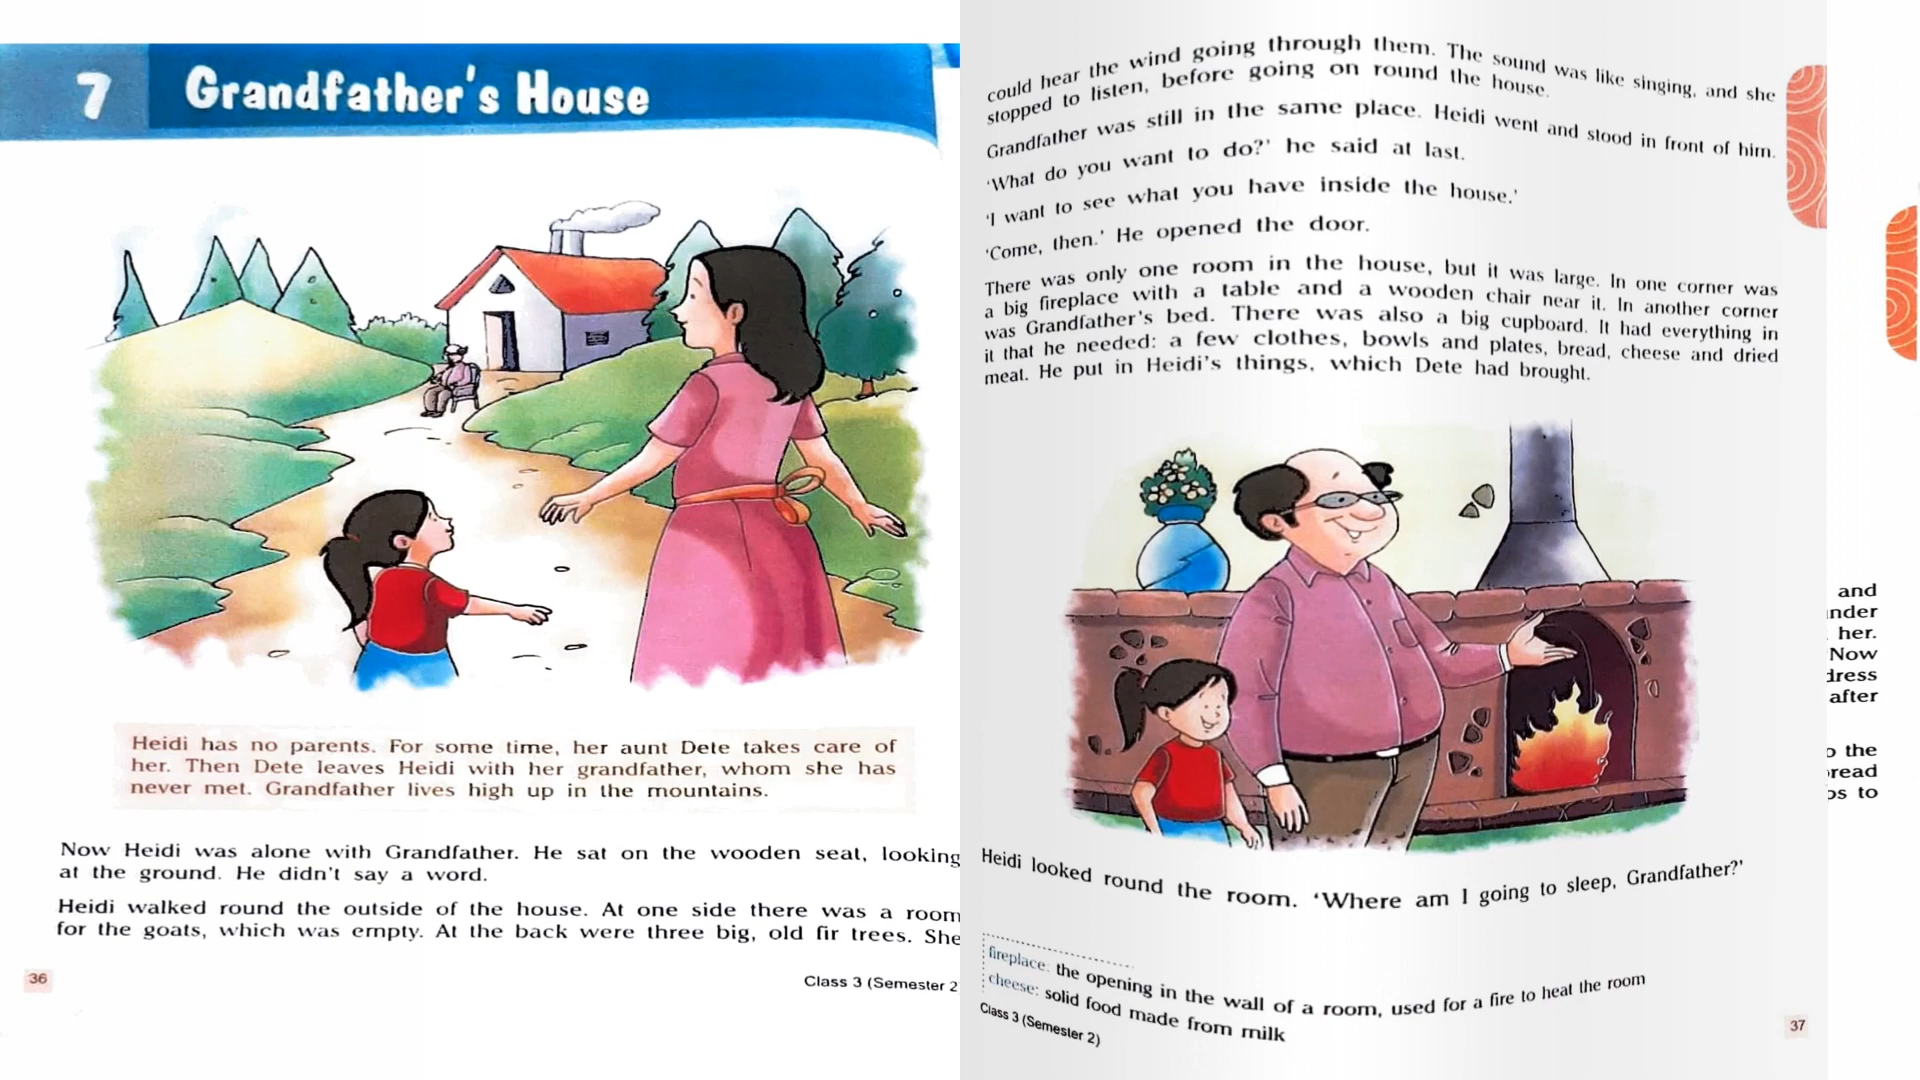 7 Grandfather's House
Heidi has no parents. For some time, her aunt Dete takes care of
her. Then Dete leaves Heidi with her grandfather, whom she has
never met. Grandfather lives high up in the mountains.
Now Heidi was alone with Grandfather. He sat on the wooden seat, looking
at the ground. He didn't say a word.
Heidi walked round the outside of the house. At one side there was a room
for the goats, which was empty. At the back were three big, old fir trees. She
36
Class 3 (Semester 2
could hear the wind going through them. The sound was like singing, and she
stopped to listen, before going on round the house.
Grandfather was still in the same place. Heidi went and stood in front of him.
'What do you want to do?' he said at last.
'I want to see what you have inside the house.'
'Come, then.' He opened the door.
There was only one room in the house, but it was large. In one corner was
a big fireplace with a table and a wooden chair near it. In another corner
was Grandfather's bed. There was also a big cupboard. It had everything in
it that he needed: a few clothes, bowls and plates, bread, cheese and dried
meat. He put in Heidi's things, which Dete had brought.
Heidi looked round the room. 'Where am I going to sleep, Grandfather?'
fireplace: the opening in the wall of a room, used for a fire to heat the room
cheese: solid food made from milk
Class 3 (Semester 2)
37
and
her.
Now
after
the
to